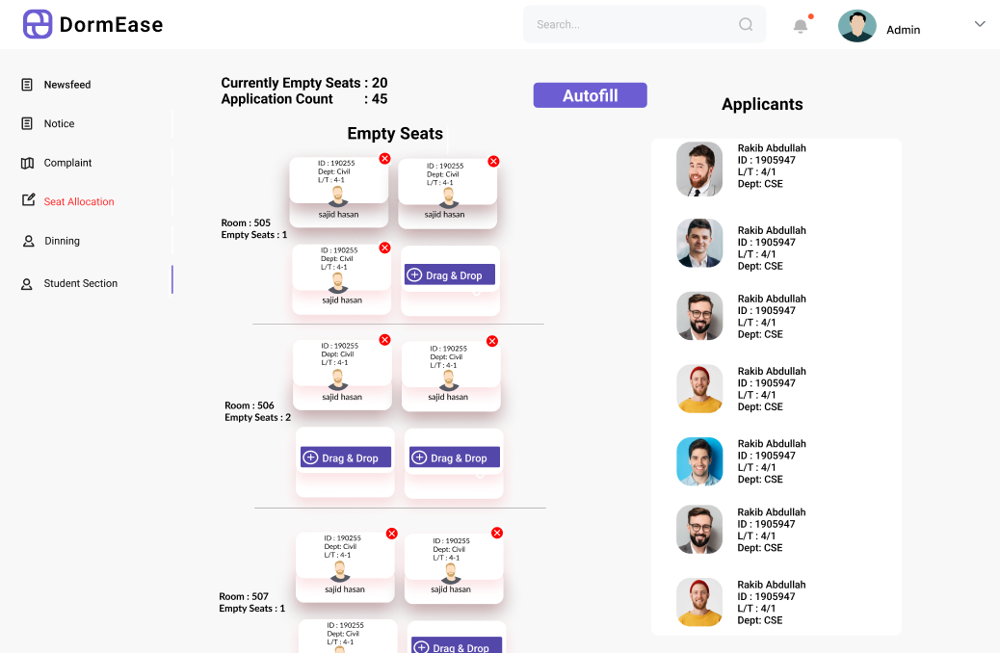 DormEase
Search...
Admin
Newsfeed
Notice
Complaint
Seat Allocation
Dinning
Student Section
Currently Empty Seats : 20
Application Count : 45
Autofill
Empty Seats
Room : 505
Empty Seats : 1
ID : 190255
Dept: Civil
L/T : 4-1
sajid hasan
ID : 190255
Dept: Civil
L/T : 4-1
sajid hasan
ID : 190255
Dept: Civil
L/T : 4-1
sajid hasan
Drag & Drop
Room : 506
Empty Seats : 2
ID : 190255
Dept: Civil
L/T : 4-1
sajid hasan
ID : 190255
Dept: Civil
L/T : 4-1
sajid hasan
Drag & Drop
Drag & Drop
Room : 507
Empty Seats : 1
ID : 190255
Dept: Civil
L/T : 4-1
sajid hasan
ID : 190255
Dept: Civil
L/T : 4-1
sajid hasan
ID : 190255
Dept: Civil
L/T : 4-1
Drag & Drop
Applicants
Rakib Abdullah
ID : 1905947
L/T : 4/1
Dept: CSE
Rakib Abdullah
ID : 1905947
L/T : 4/1
Dept: CSE
Rakib Abdullah
ID : 1905947
L/T : 4/1
Dept: CSE
Rakib Abdullah
ID : 1905947
L/T : 4/1
Dept: CSE
Rakib Abdullah
ID : 1905947
L/T : 4/1
Dept: CSE
Rakib Abdullah
ID : 1905947
L/T : 4/1
Dept: CSE
Rakib Abdullah
ID : 1905947
L/T : 4/1
Dept: CSE